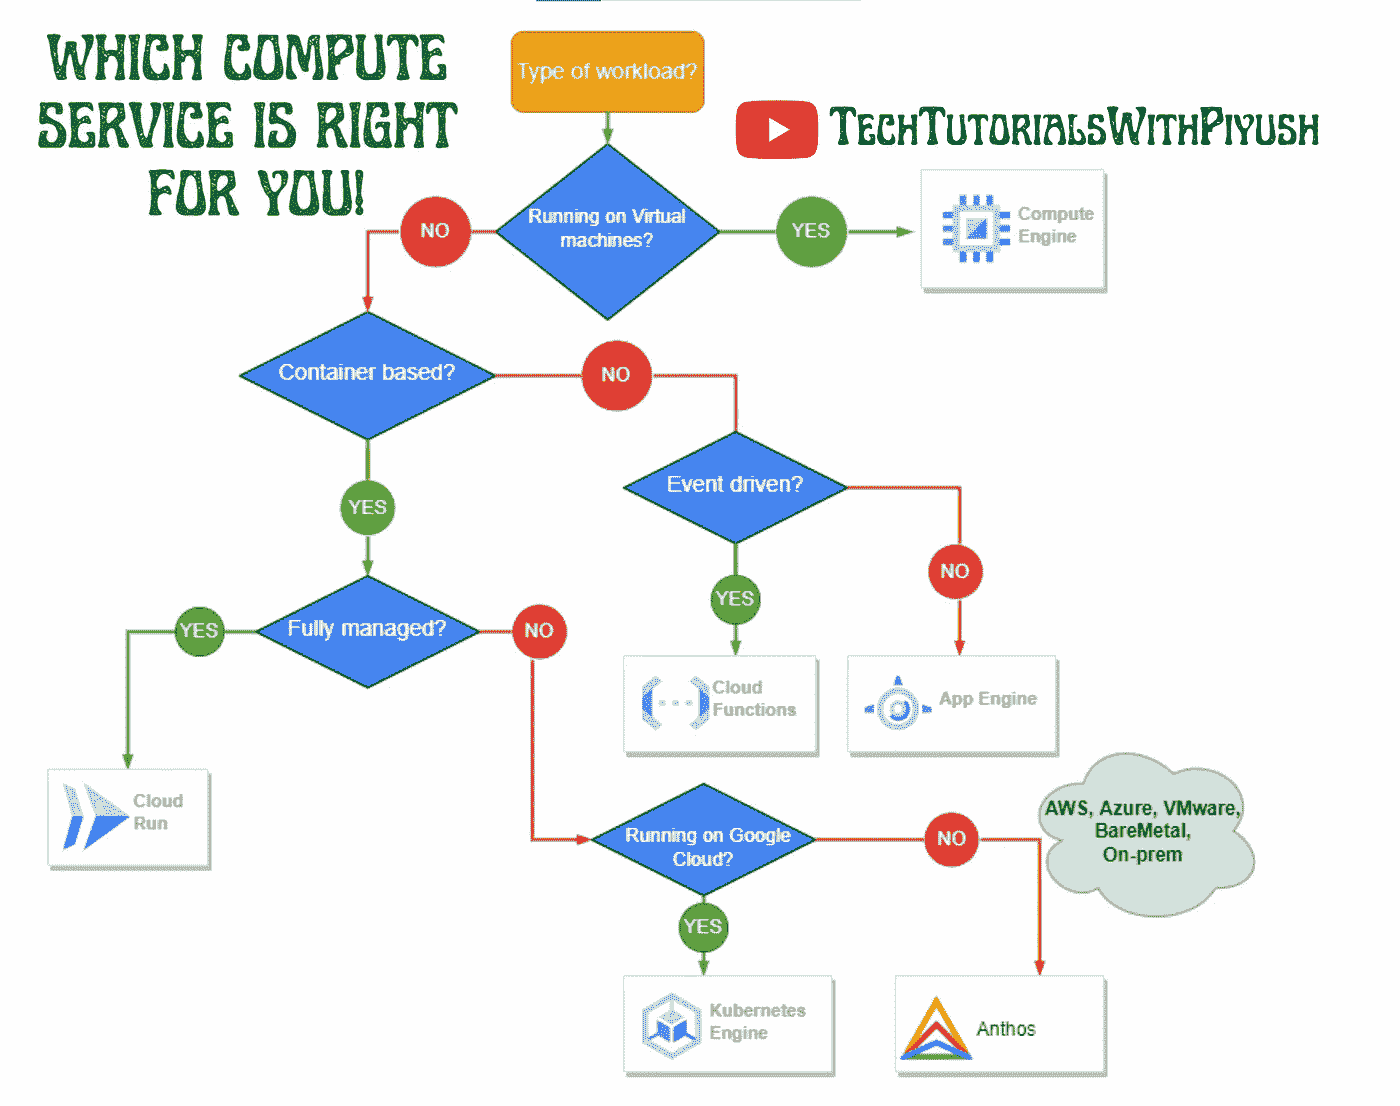 WHICH COMPUTE
SERVICE IS RIGHT
FOR YOU!
Type of workload?
TECHTUTORIALSWITHPIYUSH
Running on Virtual
machines?
NO
YES
Compute
Engine
Container based?
NO
Event driven?
YES
NO
YES
Fully managed?
YES
NO
Cloud
Functions
App Engine
Cloud
Run
Running on Google
Cloud?
NO
AWS, Azure, VMware,
BareMetal,
On-prem
YES
Kubernetes
Engine
Anthos